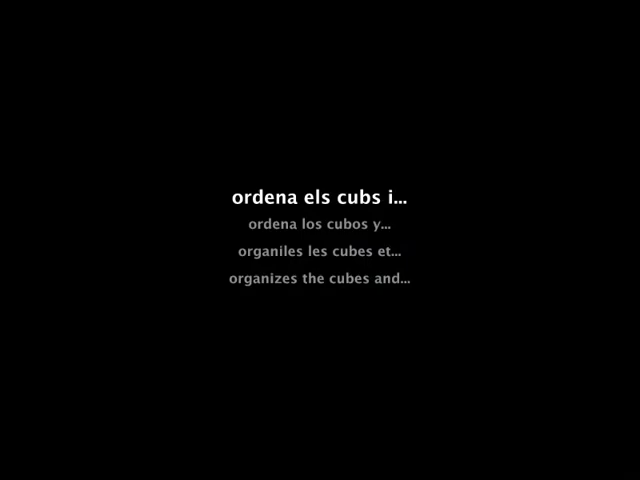 ordena els cubs i...
ordena los cubos y...
organiles les cubes et...
organizes the cubes and...